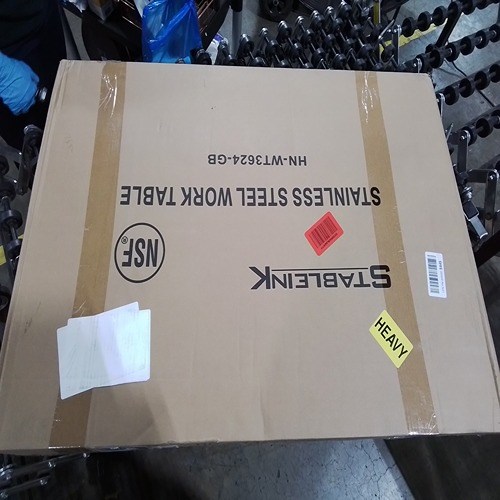 STABLEINK
NSF®
STAINLESS STEEL WORK TABLE
HN-WT3624-GB
HEAVY